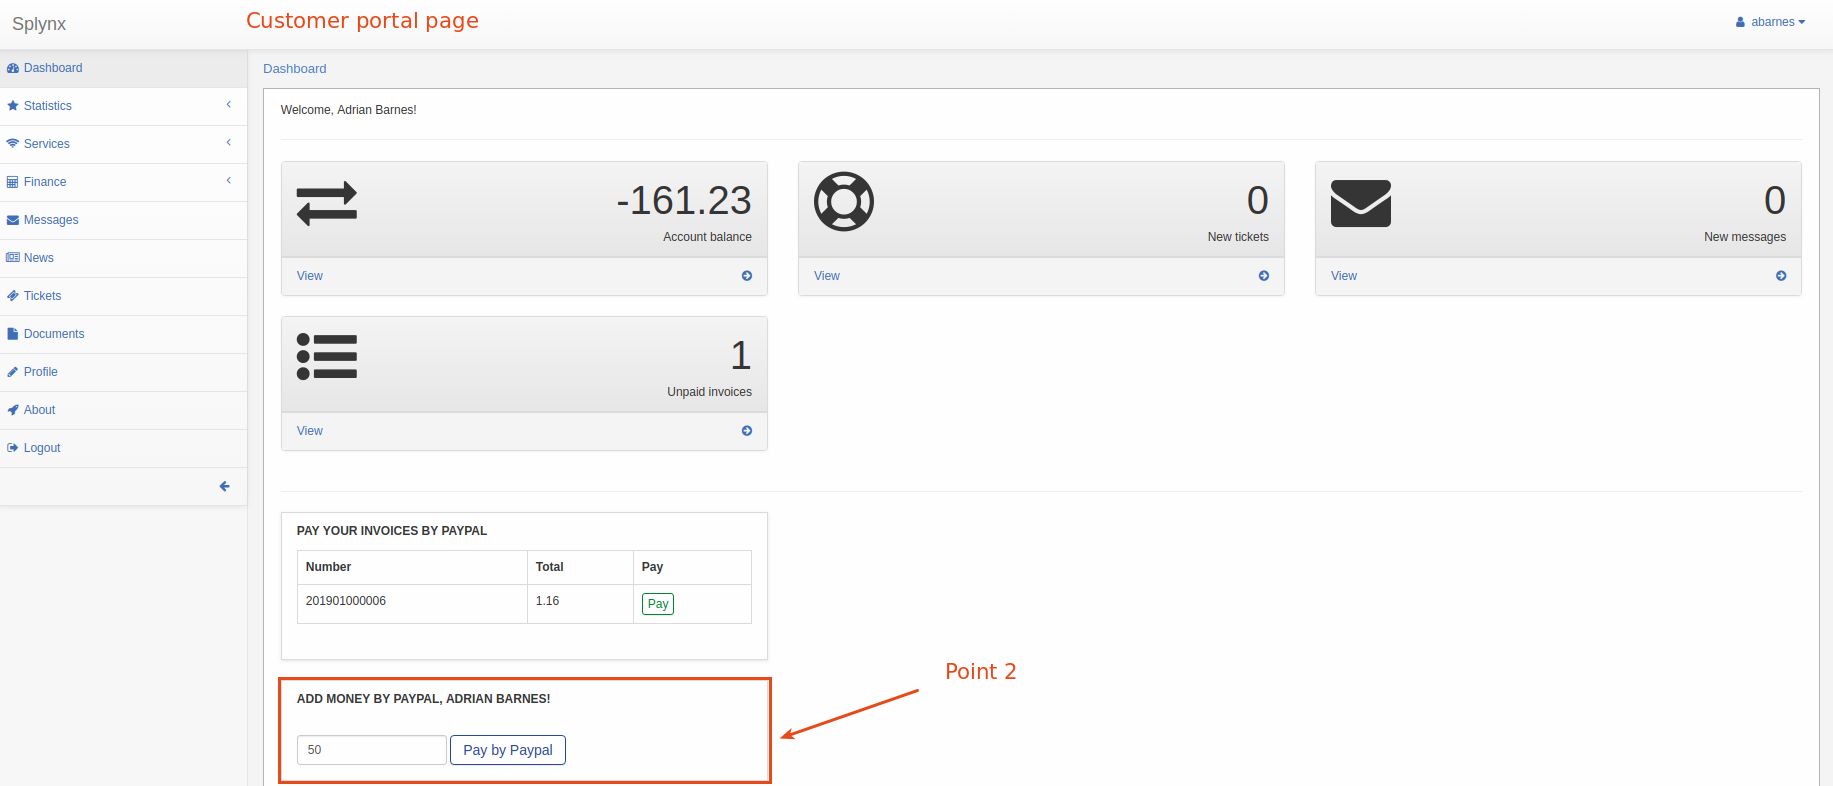 Splynx
Customer portal page
abarnes
Dashboard
Statistics
Services
Finance
Messages
News
Tickets
Documents
Profile
About
Logout
Dashboard
Welcome, Adrian Barnes!
-161.23
Account balance
View
0
New tickets
View
0
New messages
View
1
Unpaid invoices
View
PAY YOUR INVOICES BY PAYPAL
Number Total Pay
201901000006 1.16 Pay
Point 2
ADD MONEY BY PAYPAL, ADRIAN BARNES!
50 Pay by Paypal